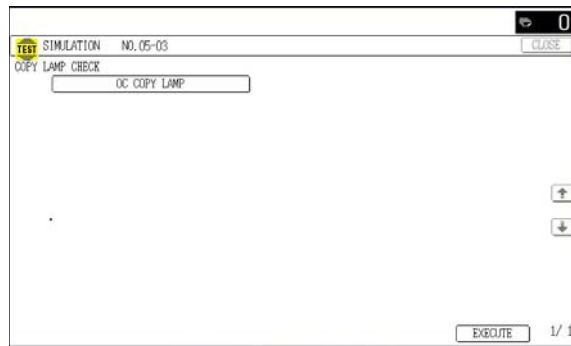 0
TEST SIMULATION NO.05-03 CLOSE
COPY LAMP CHECK
OC COPY LAMP
EXECUTE 1/1